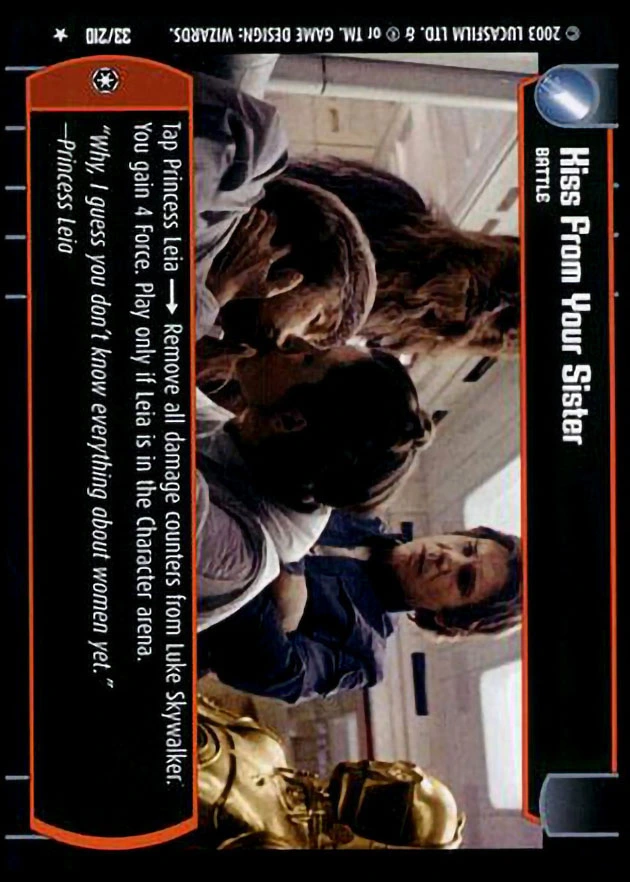 Kiss From Your Sister
BATTLE
Tap Princess Leia → Remove all damage counters from Luke Skywalker.
You gain 4 Force. Play only if Leia is in the Character arena.
"Why, I guess you don't know everything about women yet."
—Princess Leia
© 2003 LUCASFILM LTD. & ® or TM. GAME DESIGN: WIZARDS. 33/210 ★